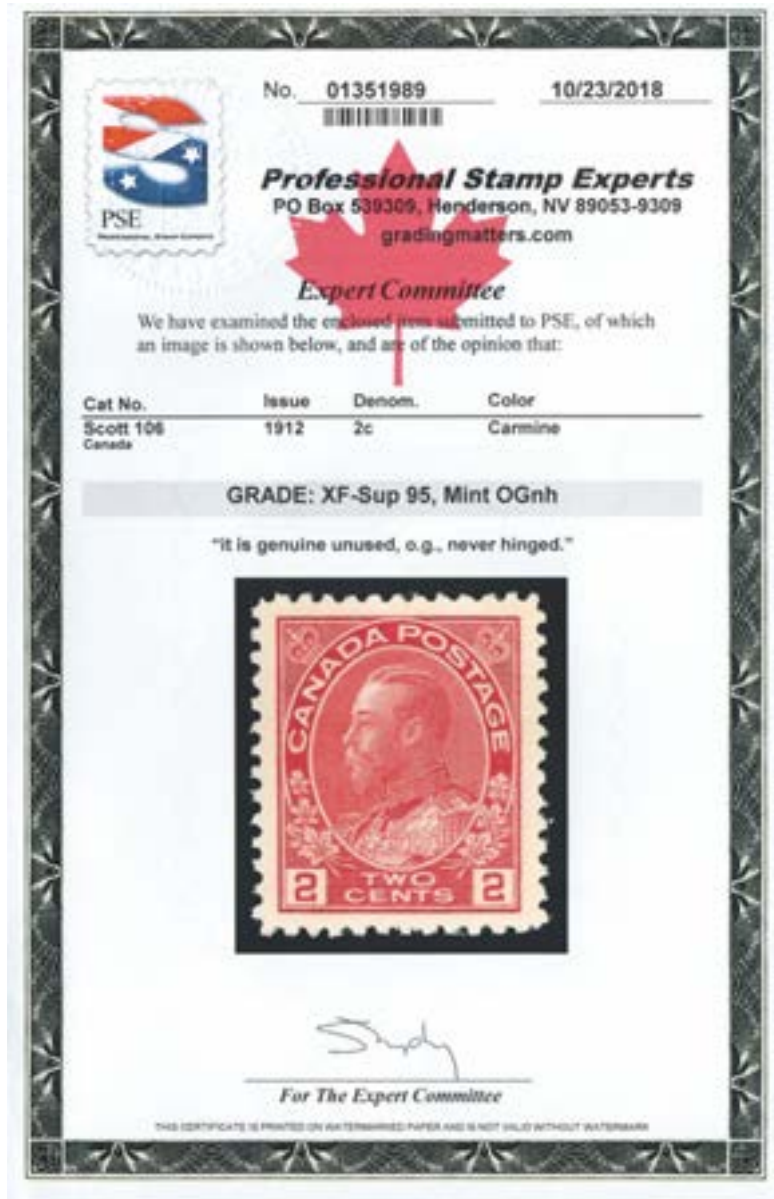 No. 01351989 10/23/2018
PSE
Professional Stamp Experts
PO Box 539309, Henderson, NV 89053-9309
gradingmatters.com
Expert Committee
We have examined the enclosed item submitted to PSE, of which
an image is shown below, and are of the opinion that:
Cat No. Issue Denom. Color
Scott 106 1912 2c Carmine
Canada
GRADE: XF-Sup 95, Mint OGnh
"it is genuine unused, o.g., never hinged."
CANADA POSTAGE
2 TWO CENTS 2
For The Expert Committee
THIS CERTIFICATE IS PRINTED ON WATERMARKED PAPER AND IS NOT VALID WITHOUT WATERMARK